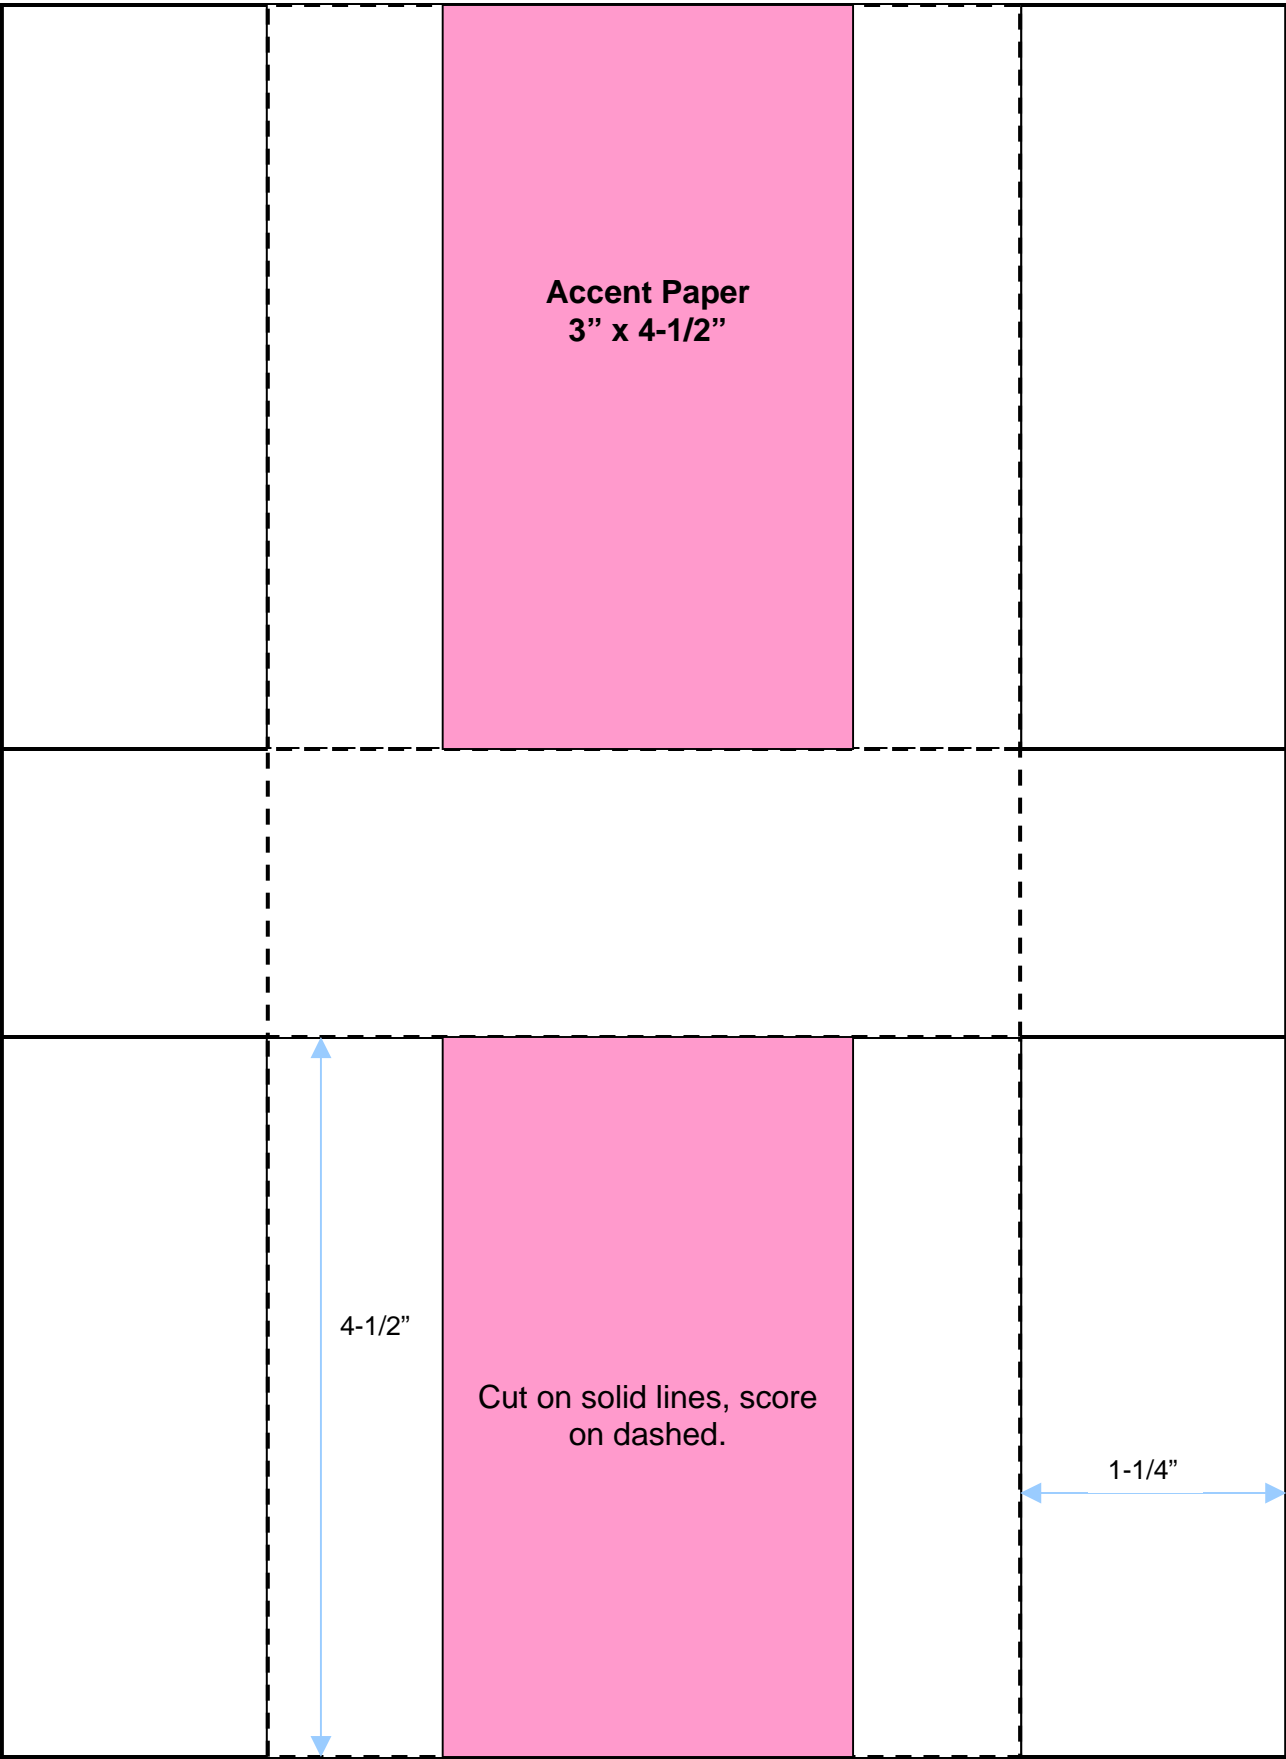 Accent Paper
3” x 4-1/2”
4-1/2”
Cut on solid lines, score
on dashed.
1-1/4”